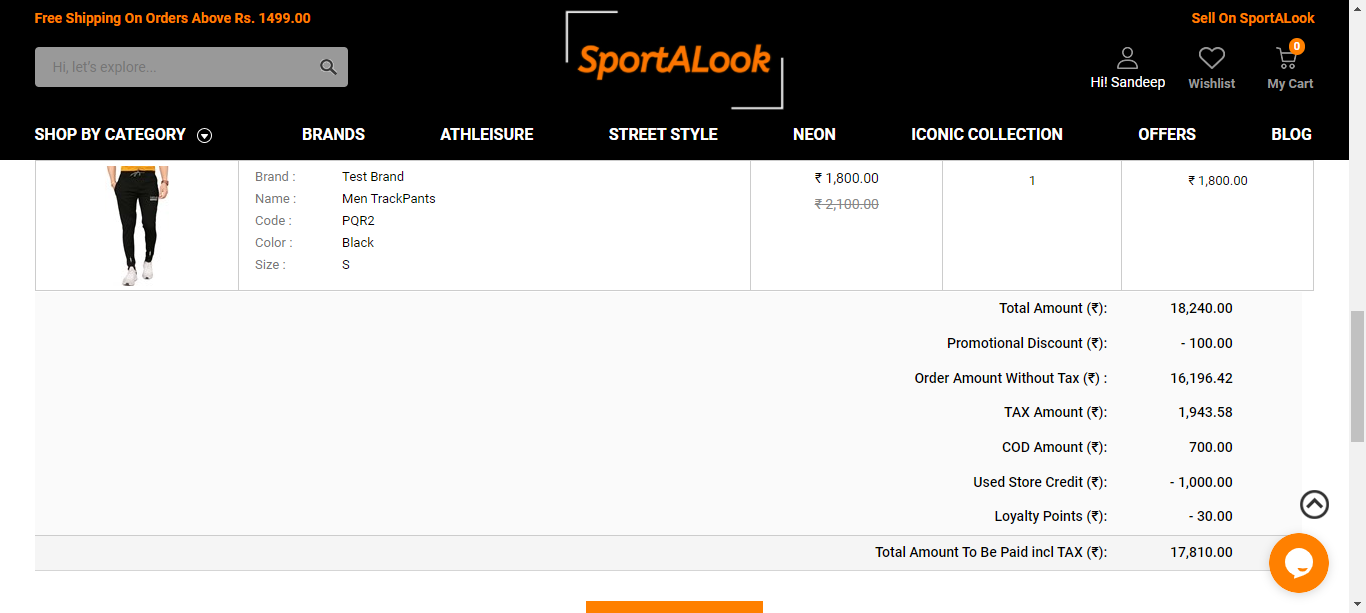 Free Shipping On Orders Above Rs. 1499.00
Sell On SportALook
Hi, let's explore...
SportALook
0
Hi! Sandeep
Wishlist
My Cart
SHOP BY CATEGORY
BRANDS
ATHLEISURE
STREET STYLE
NEON
ICONIC COLLECTION
OFFERS
BLOG
Brand : Test Brand
Name : Men TrackPants
Code : PQR2
Color : Black
Size : S
₹ 1,800.00
₹ 2,100.00
1
₹ 1,800.00
Total Amount (₹): 18,240.00
Promotional Discount (₹): - 100.00
Order Amount Without Tax (₹) : 16,196.42
TAX Amount (₹): 1,943.58
COD Amount (₹): 700.00
Used Store Credit (₹): - 1,000.00
Loyalty Points (₹): - 30.00
Total Amount To Be Paid incl TAX (₹): 17,810.00